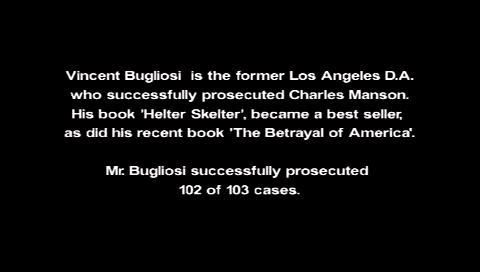 Vincent Bugliosi is the former Los Angeles D.A.
who successfully prosecuted Charles Manson.
His book 'Helter Skelter', became a best seller,
as did his recent book 'The Betrayal of America'.
Mr. Bugliosi successfully prosecuted
102 of 103 cases.